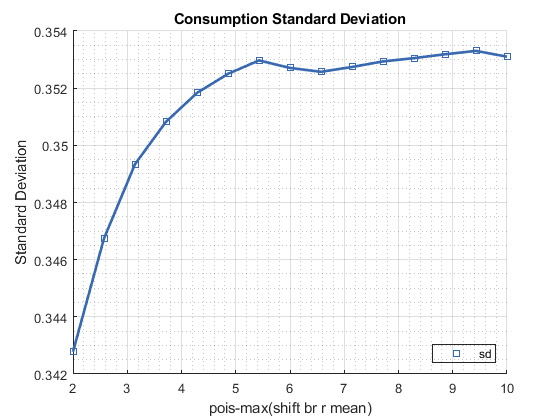 Consumption Standard Deviation
0.354
0.352
0.35
0.348
0.346
0.344
0.342
Standard Deviation
2 3 4 5 6 7 8 9 10
pois-max(shift br r mean)
sd